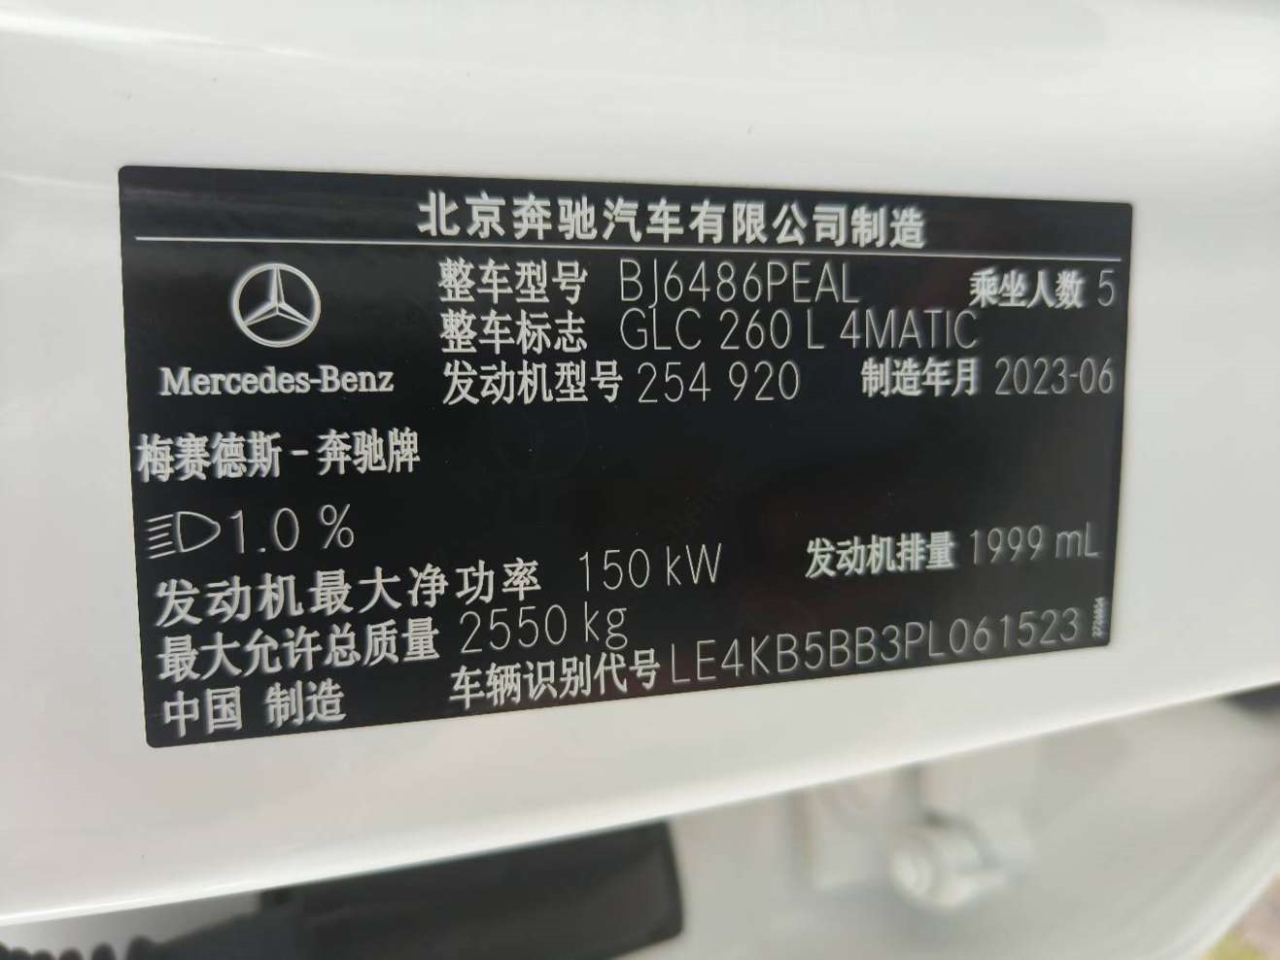 北京奔驰汽车有限公司制造
整车型号 BJ6486PEAL 乘坐人数 5
整车标志 GLC 260 L 4MATIC
Mercedes-Benz
发动机型号 254 920 制造年月 2023-06
梅赛德斯-奔驰牌
1.0 %
发动机最大净功率 150 kW 发动机排量 1999 mL
最大允许总质量 2550 kg
中国 制造 车辆识别代号 LE4KB5BB3PL061523